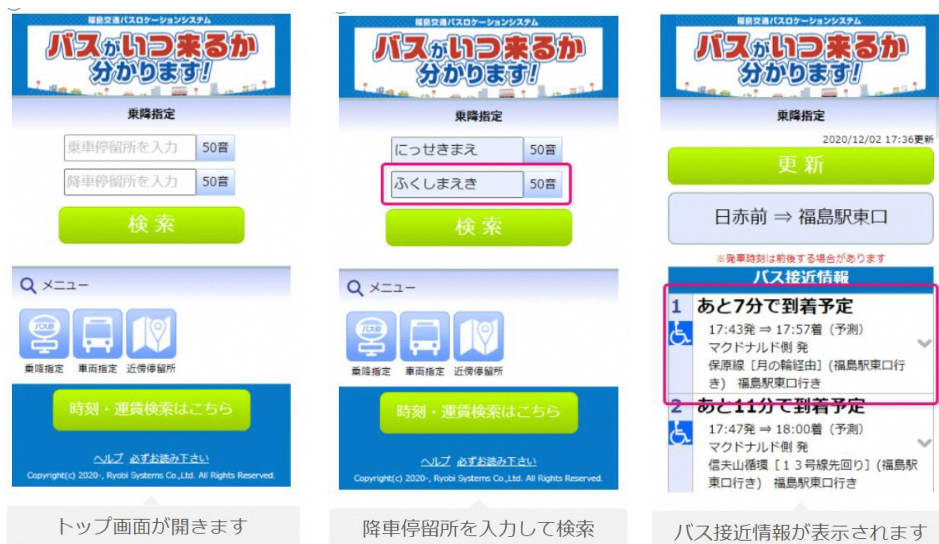 福島交通バスロケーションシステム
バスがいつ来るか
分かります!
乗降指定
乗車停留所を入力 50音
降車停留所を入力 50音
検索
メニュー
バス停
乗降指定 車両指定 近傍停留所
時刻・運賃検索はこちら
ヘルプ 必ずお読み下さい
Copyright(c) 2020-, Ryobi Systems Co.,Ltd. All Rights Reserved.
トップ画面が開きます
福島交通バスロケーションシステム
バスがいつ来るか
分かります!
乗降指定
にっせきまえ 50音
ふくしまえき 50音
検索
メニュー
バス停
乗降指定 車両指定 近傍停留所
時刻・運賃検索はこちら
ヘルプ 必ずお読み下さい
Copyright(c) 2020-, Ryobi Systems Co.,Ltd. All Rights Reserved.
降車停留所を入力して検索
福島交通バスロケーションシステム
バスがいつ来るか
分かります!
乗降指定
2020/12/02 17:36更新
更新
日赤前 ⇒ 福島駅東口
※発車時刻は前後する場合があります
バス接近情報
1 あと7分で到着予定
17:43発 ⇒ 17:57着 (予測)
マクドナルド側 発
保原線 [月の輪経由] (福島駅東口行
き) 福島駅東口行き
2 あと11分で到着予定
17:47発 ⇒ 18:00着 (予測)
マクドナルド側 発
信夫山循環 [13号線先回り] (福島駅
東口行き) 福島駅東口行き
バス接近情報が表示されます